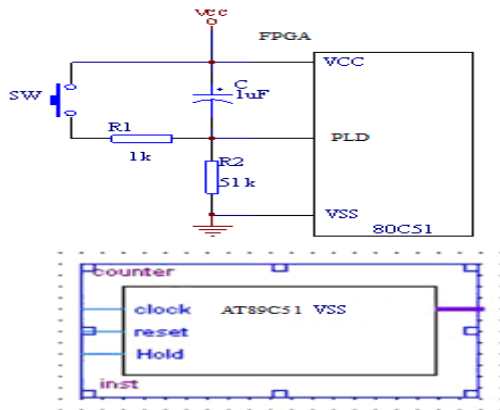 VCC
FPGA
VCC
SW
C
1uF
R1
PLD
1k
R2
51k
VSS
80C51
counter
clock AT89C51 VSS
reset
Hold
inst